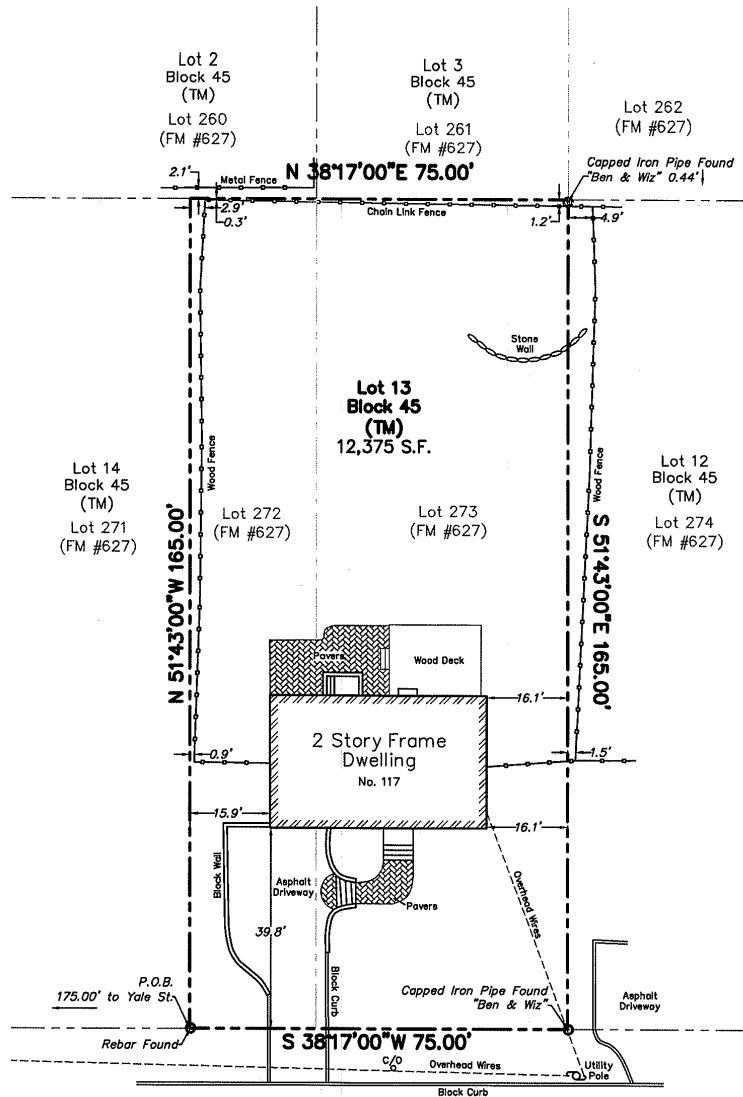 Lot 2
Block 45
(TM)
Lot 260
(FM #627)
Lot 3
Block 45
(TM)
Lot 261
(FM #627)
Lot 262
(FM #627)
2.1'
Metal Fence
N 38°17'00"E 75.00'
Capped Iron Pipe Found
"Ben & Wiz" 0.44'
2.9'
0.3'
Chain Link Fence
1.2'
4.9'
Stone
Wall
Lot 13
Block 45
(TM)
12,375 S.F.
Wood Fence
Wood Fence
Lot 14
Block 45
(TM)
Lot 271
(FM #627)
Lot 272
(FM #627)
Lot 273
(FM #627)
Lot 12
Block 45
(TM)
Lot 274
(FM #627)
N 51°43'00"W 165.00'
S 51°43'00"E 165.00'
Pavers
Wood Deck
16.1'
2 Story Frame
Dwelling
No. 117
0.9'
1.5'
15.9'
16.1'
Block Wall
Asphalt
Driveway
Pavers
Overhead Wires
39.8'
Block Curb
P.O.B.
175.00' to Yale St.
Rebar Found
Capped Iron Pipe Found
"Ben & Wiz"
Asphalt
Driveway
S 38°17'00"W 75.00'
C/O
Overhead Wires
Utility
Pole
Block Curb